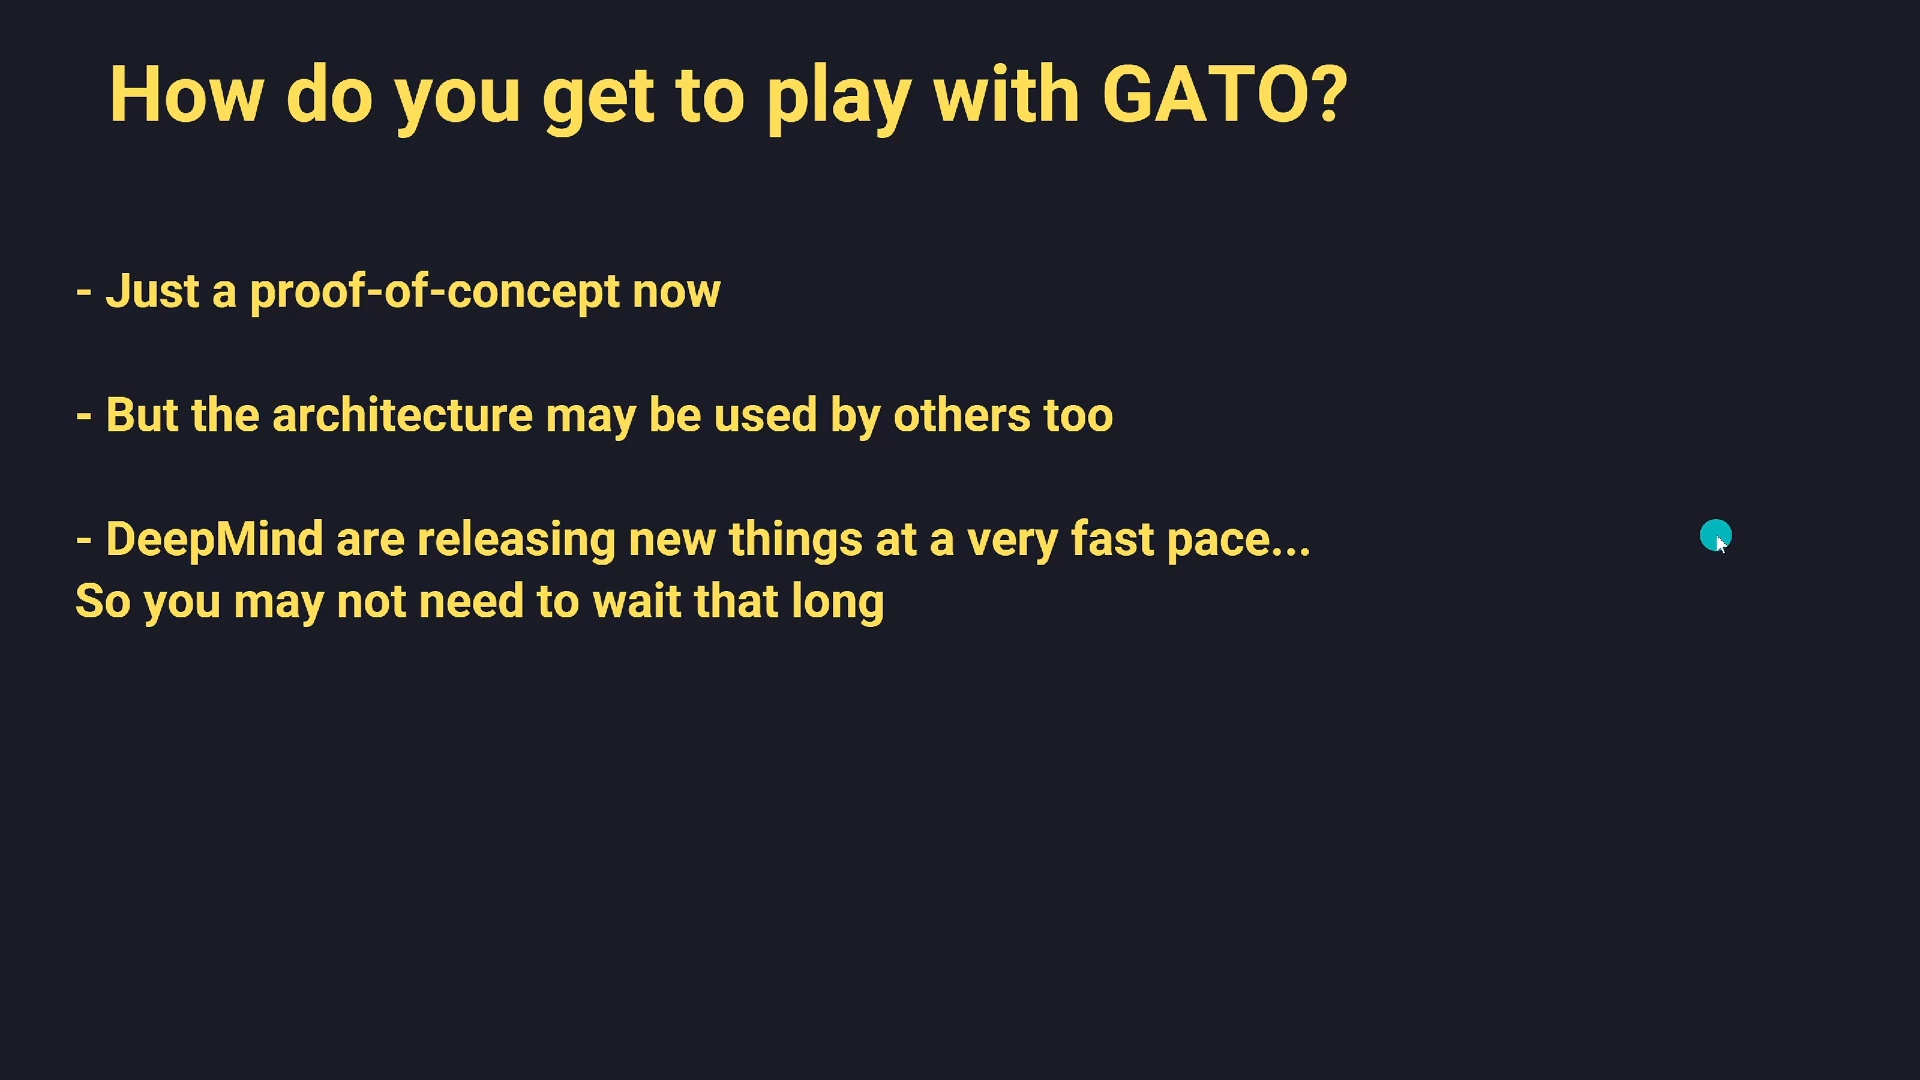 How do you get to play with GATO?
- Just a proof-of-concept now
- But the architecture may be used by others too
- DeepMind are releasing new things at a very fast pace...
So you may not need to wait that long